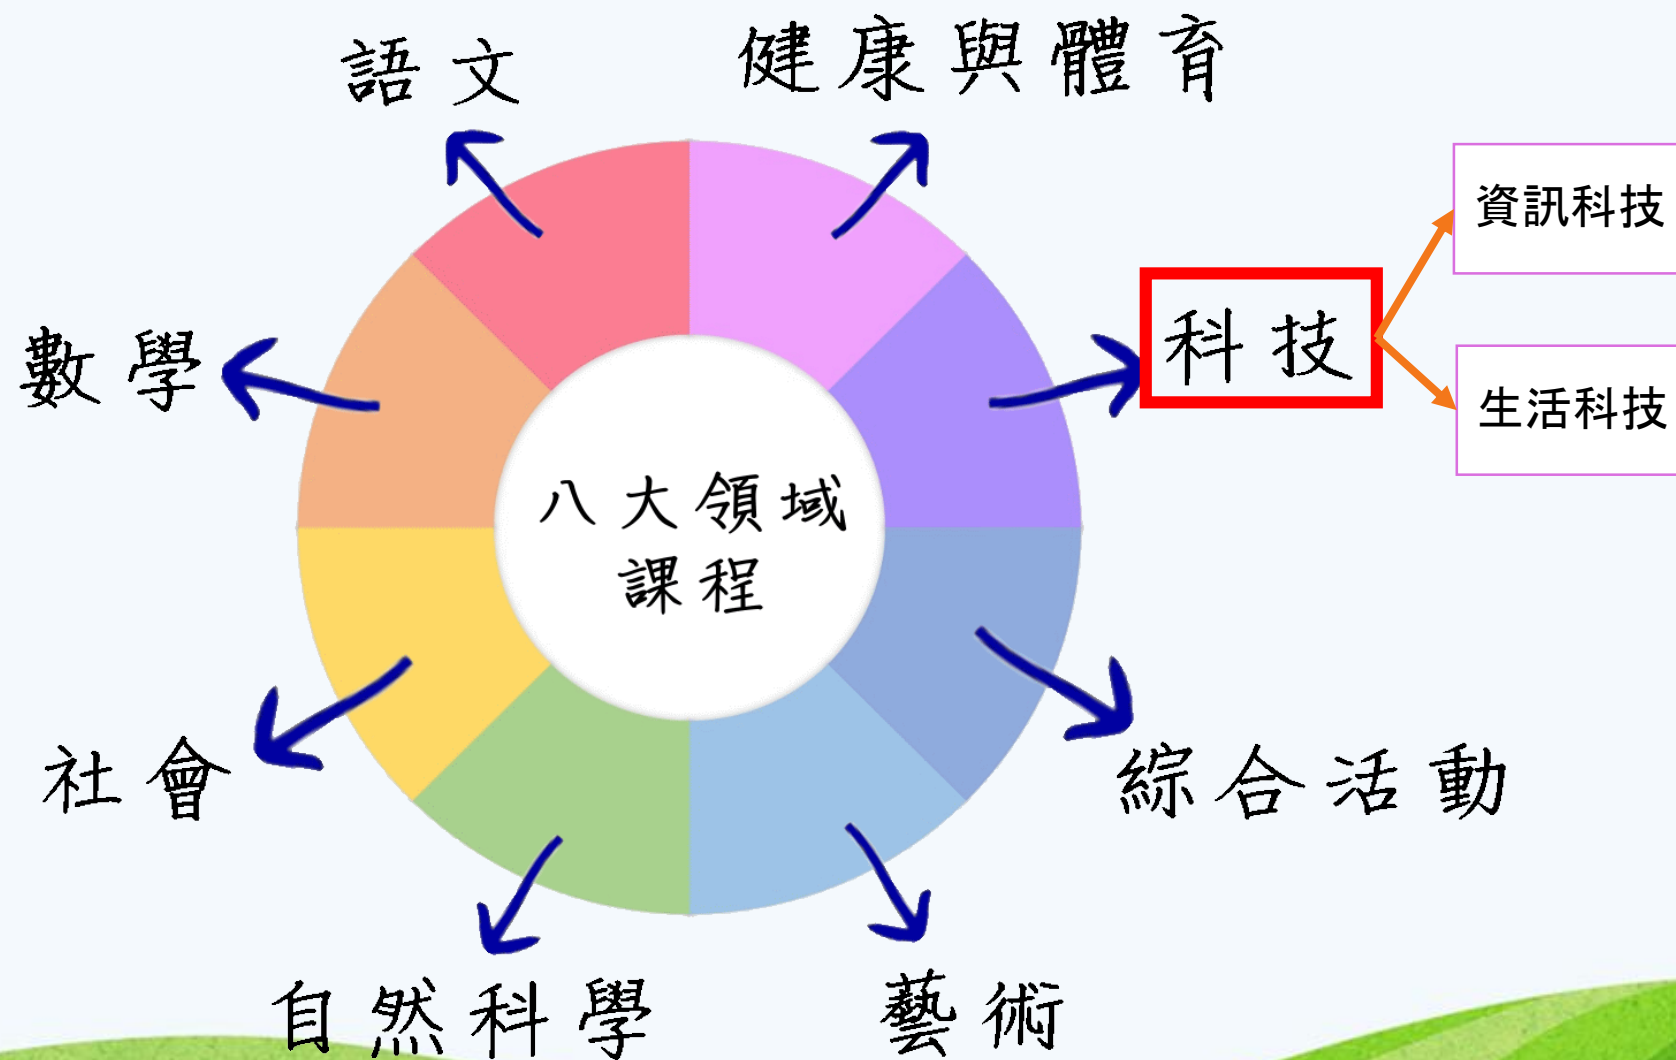 語文
健康與體育
資訊科技
科技
數學
生活科技
八大領域
課程
社會
綜合活動
自然科學
藝術